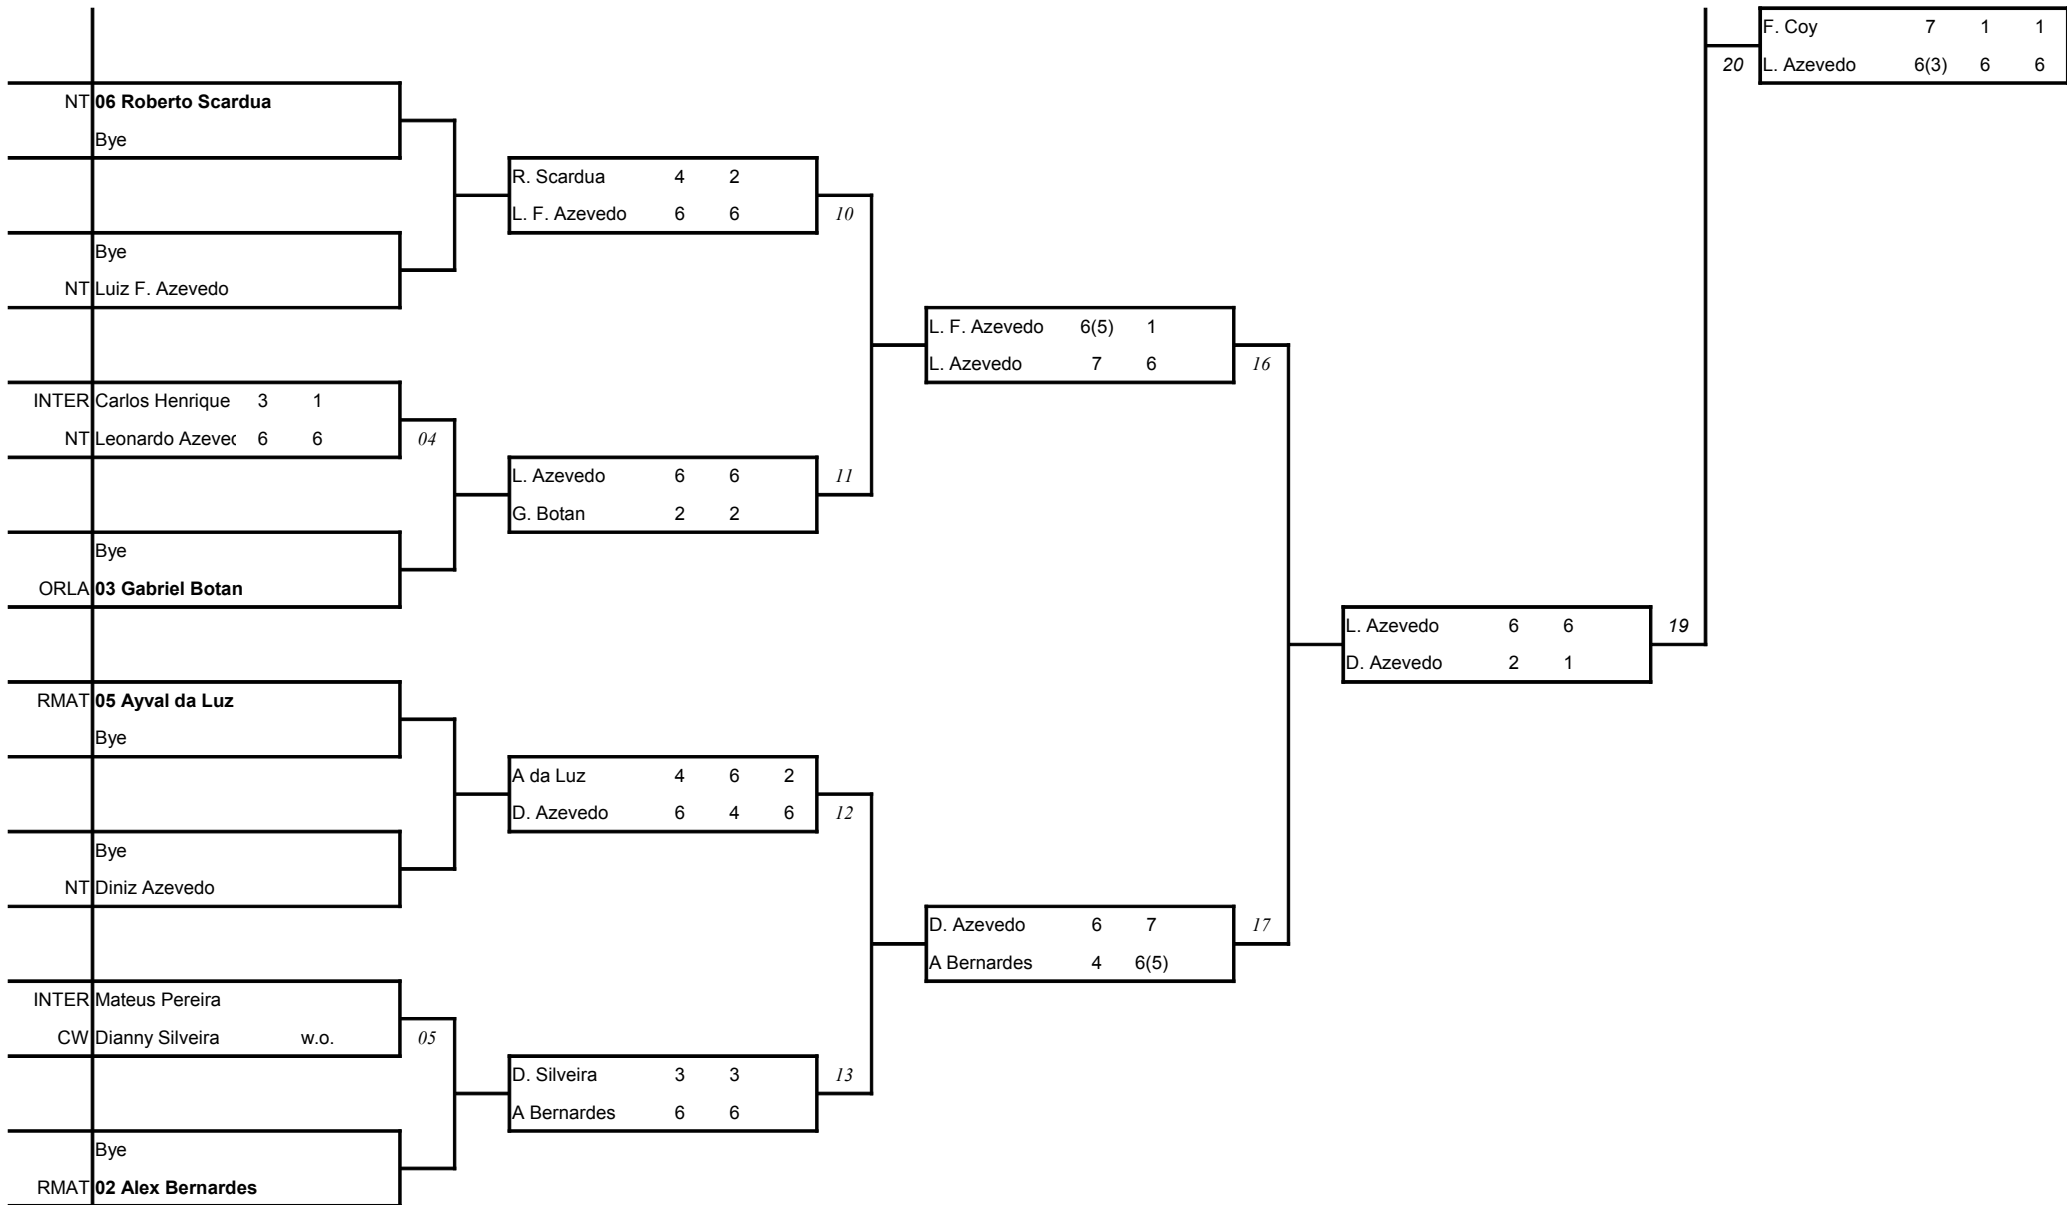 F. Coy 7 1 1
20 L. Azevedo 6(3) 6 6
NT 06 Roberto Scardua
Bye
R. Scardua 4 2
L. F. Azevedo 6 6 10
Bye
NT Luiz F. Azevedo
L. F. Azevedo 6(5) 1
L. Azevedo 7 6 16
INTER Carlos Henrique 3 1
NT Leonardo Azevec 6 6 04
L. Azevedo 6 6 11
G. Botan 2 2
Bye
ORLA 03 Gabriel Botan
L. Azevedo 6 6 19
D. Azevedo 2 1
RMAT 05 Ayval da Luz
Bye
A da Luz 4 6 2
D. Azevedo 6 4 6 12
Bye
NT Diniz Azevedo
D. Azevedo 6 7 17
A Bernardes 4 6(5)
INTER Mateus Pereira
CW Dianny Silveira w.o. 05
D. Silveira 3 3 13
A Bernardes 6 6
Bye
RMAT 02 Alex Bernardes